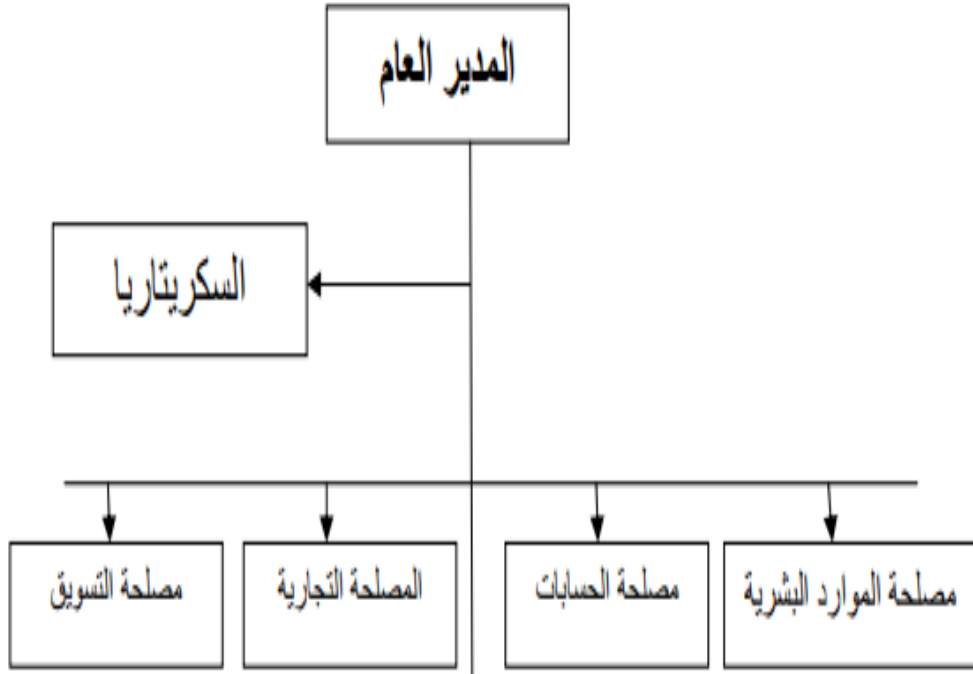 المدير العام
السكريتاريا
مصلحة الموارد البشرية
مصلحة الحسابات
المصلحة التجارية
مصلحة التسويق